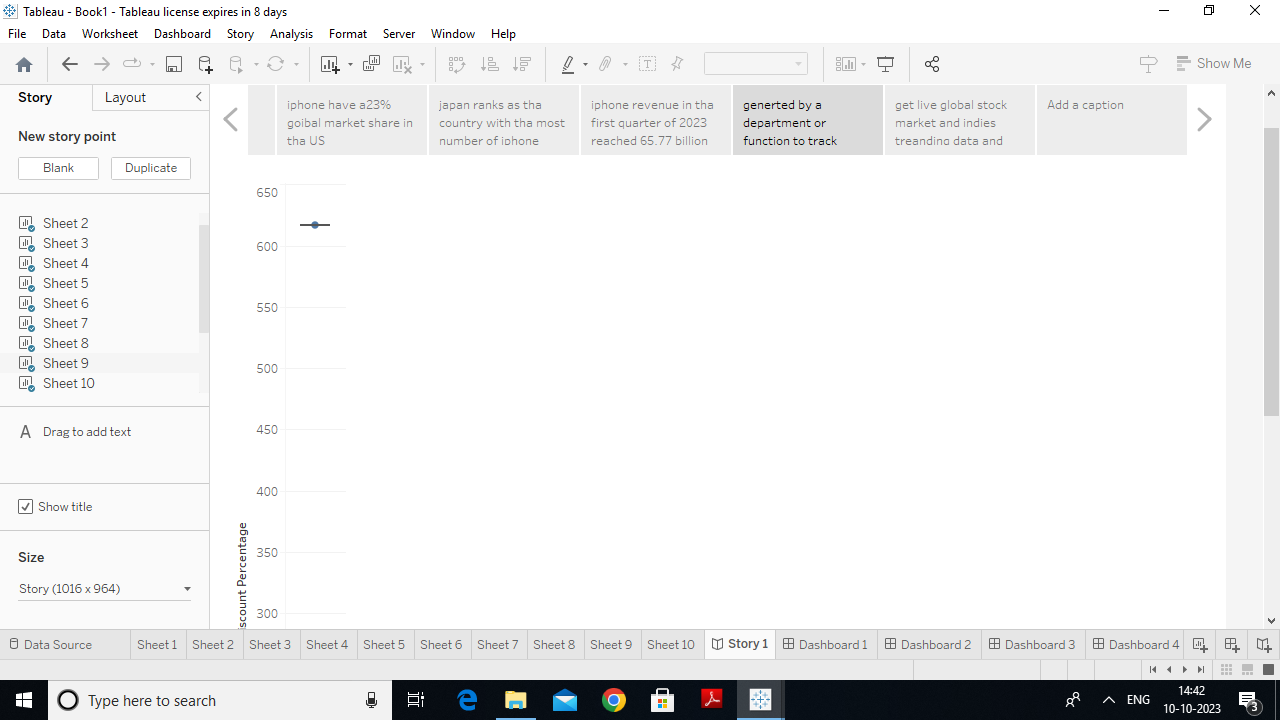 Tableau - Book1 - Tableau license expires in 8 days
File Data Worksheet Dashboard Story Analysis Format Server Window Help
Show Me
Story Layout
New story point
Blank Duplicate
Sheet 2
Sheet 3
Sheet 4
Sheet 5
Sheet 6
Sheet 7
Sheet 8
Sheet 9
Sheet 10
A Drag to add text
Show title
Size
Story (1016 x 964)
iphone have a23%
goibal market share in
tha US
japan ranks as tha
country with tha most
number of iphone
iphone revenue in tha
first quarter of 2023
reached 65.77 billion
generted by a
department or
function to track
get live global stock
market and indies
treanding data and
Add a caption
650
600
550
500
450
400
350
300
scount Percentage
Data Source Sheet 1 Sheet 2 Sheet 3 Sheet 4 Sheet 5 Sheet 6 Sheet 7 Sheet 8 Sheet 9 Sheet 10 Story 1 Dashboard 1 Dashboard 2 Dashboard 3 Dashboard 4
Type here to search
ENG
14:42
10-10-2023
3